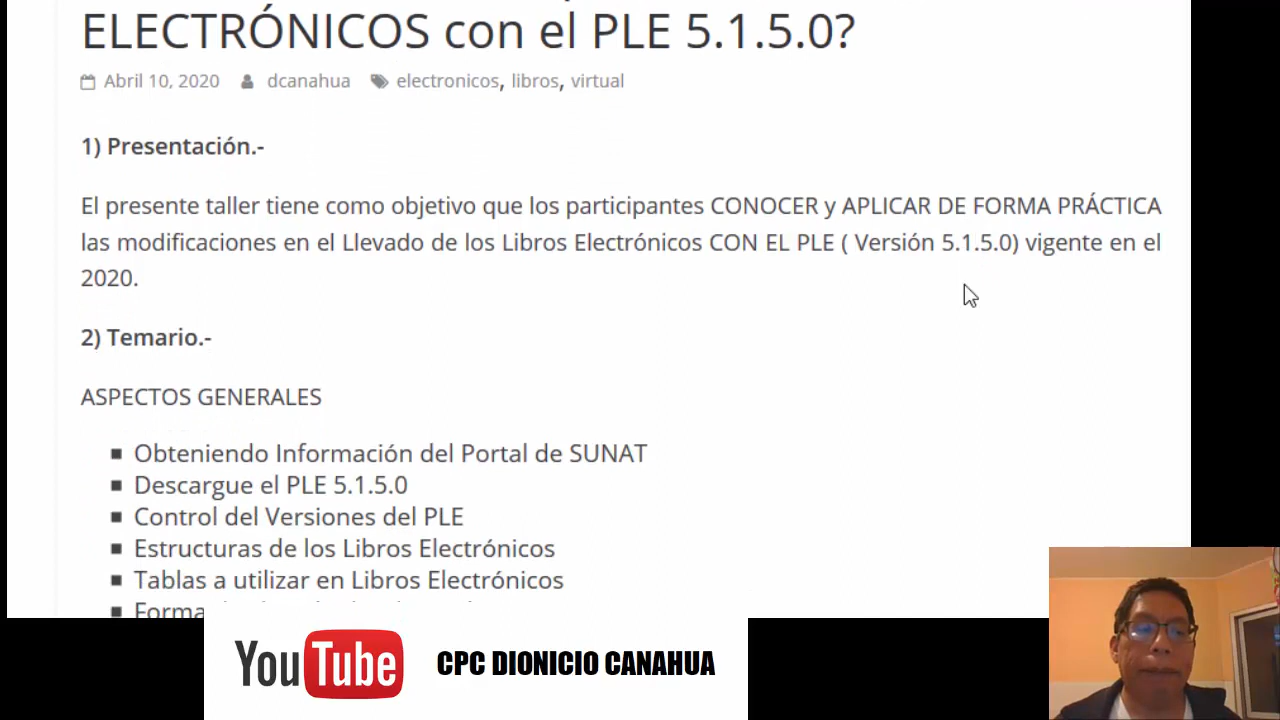 ELECTRÓNICOS con el PLE 5.1.5.0?
Abril 10, 2020 dcanahua electronicos, libros, virtual
1) Presentación.-
El presente taller tiene como objetivo que los participantes CONOCER y APLICAR DE FORMA PRÁCTICA
las modificaciones en el Llevado de los Libros Electrónicos CON EL PLE ( Versión 5.1.5.0) vigente en el
2020.
2) Temario.-
ASPECTOS GENERALES
Obteniendo Información del Portal de SUNAT
Descargue el PLE 5.1.5.0
Control del Versiones del PLE
Estructuras de los Libros Electrónicos
Tablas a utilizar en Libros Electrónicos
Forma
YouTube CPC DIONICIO CANAHUA